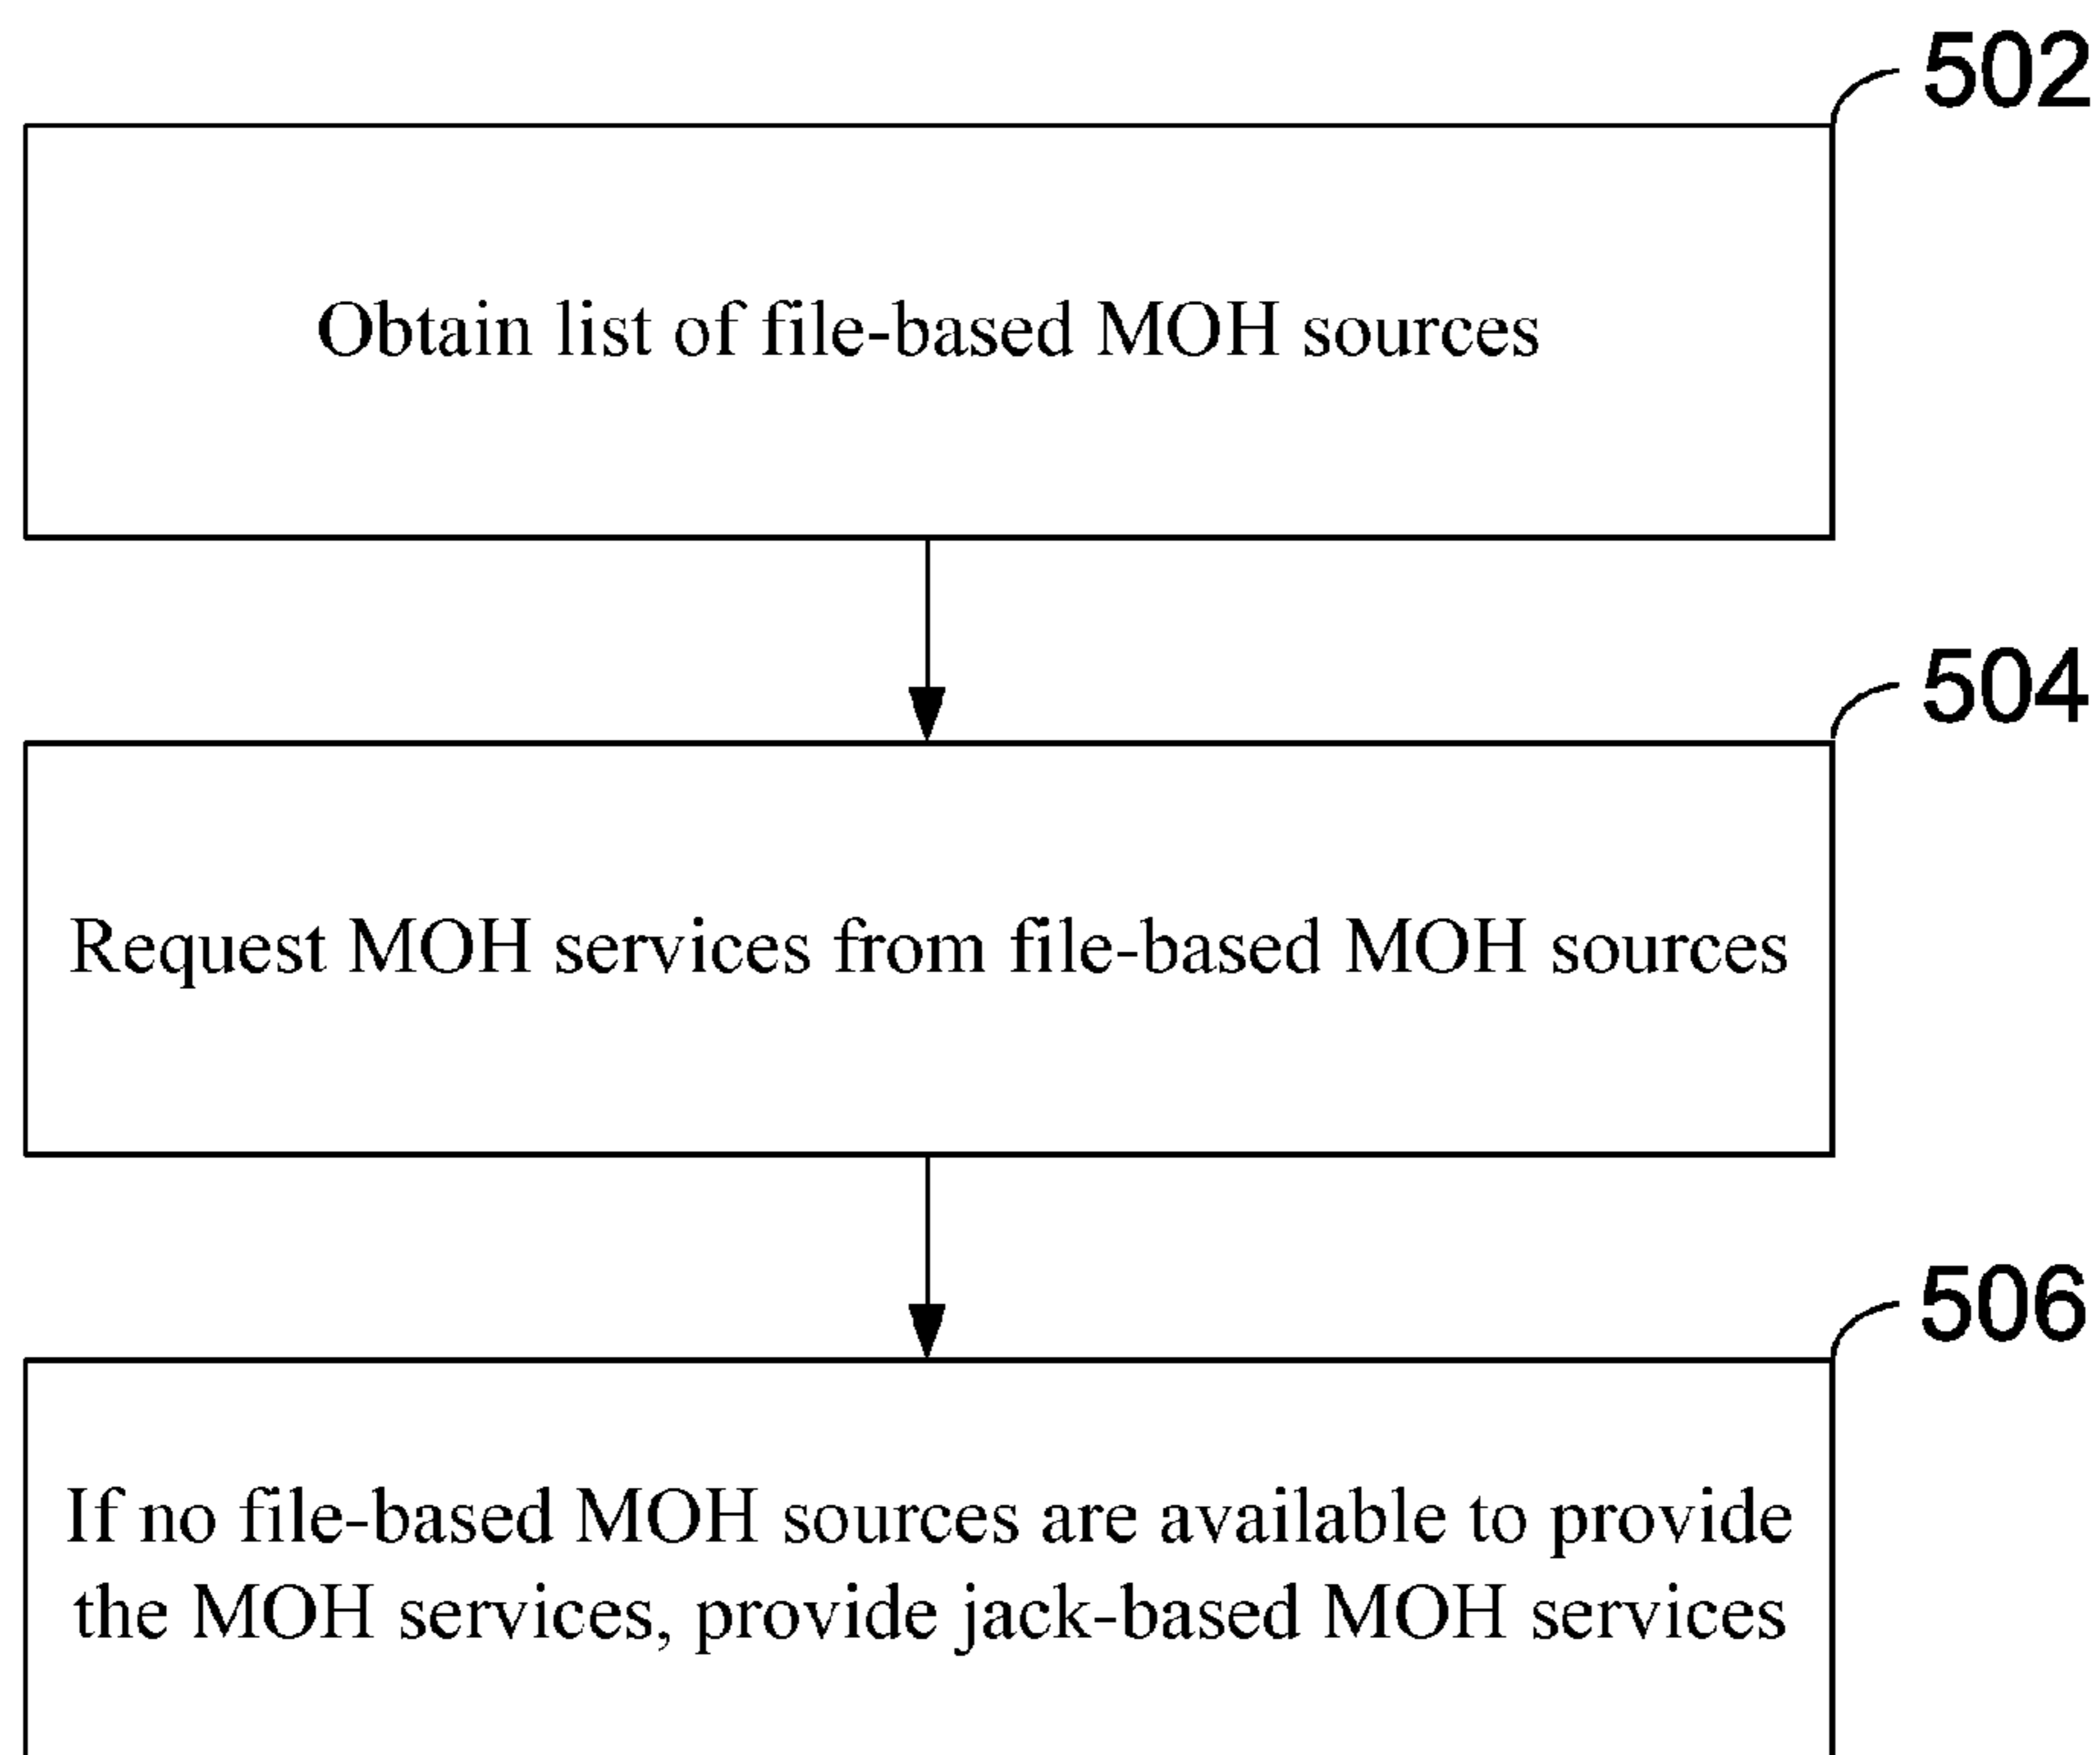 502
Obtain list of file-based MOH sources
504
Request MOH services from file-based MOH sources
506
If no file-based MOH sources are available to provide
the MOH services, provide jack-based MOH services